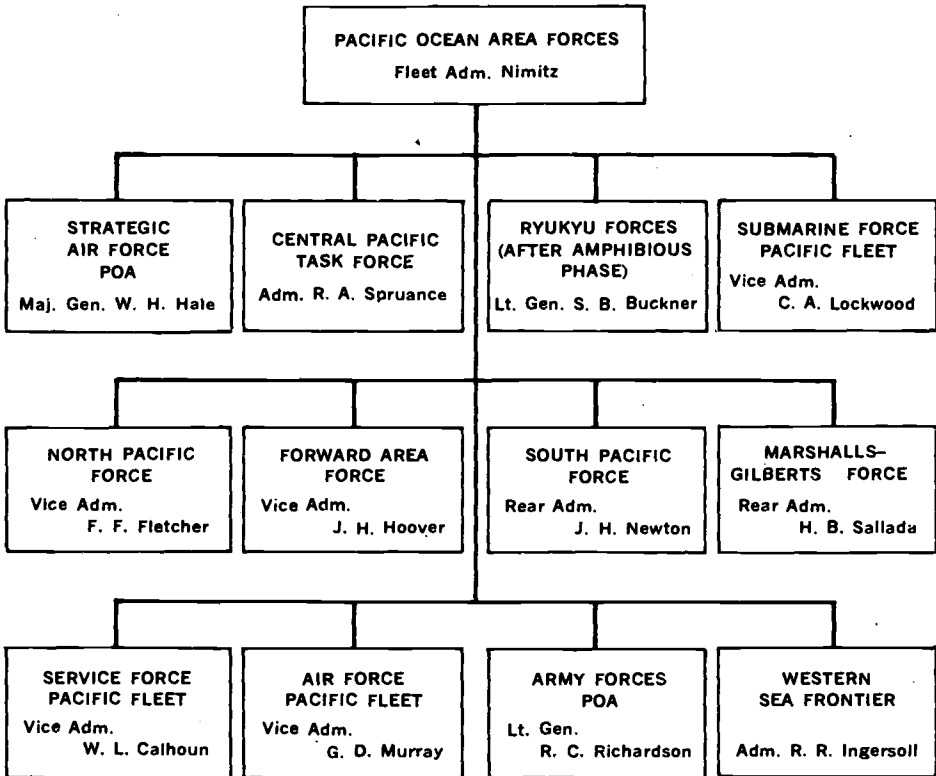 PACIFIC OCEAN AREA FORCES
Fleet Adm. Nimitz
STRATEGIC
AIR FORCE
POA
Maj. Gen. W. H. Hale
CENTRAL PACIFIC
TASK FORCE
Adm. R. A. Spruance
RYUKYU FORCES
(AFTER AMPHIBIOUS
PHASE)
Lt. Gen. S. B. Buckner
SUBMARINE FORCE
PACIFIC FLEET
Vice Adm.
C. A. Lockwood
NORTH PACIFIC
FORCE
Vice Adm.
F. F. Fletcher
FORWARD AREA
FORCE
Vice Adm.
J. H. Hoover
SOUTH PACIFIC
FORCE
Rear Adm.
J. H. Newton
MARSHALLS–
GILBERTS FORCE
Rear Adm.
H. B. Sallada
SERVICE FORCE
PACIFIC FLEET
Vice Adm.
W. L. Calhoun
AIR FORCE
PACIFIC FLEET
Vice Adm.
G. D. Murray
ARMY FORCES
POA
Lt. Gen.
R. C. Richardson
WESTERN
SEA FRONTIER
Adm. R. R. Ingersoll